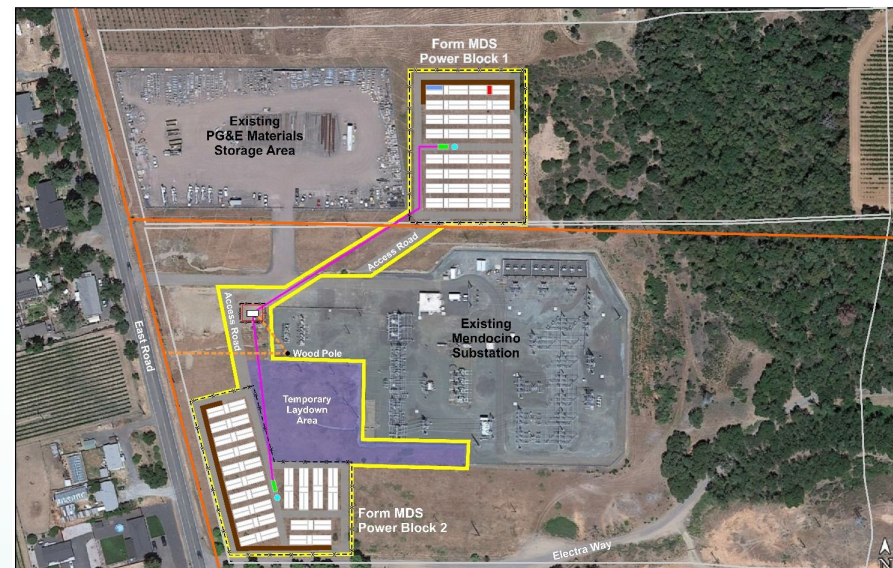 Form MDS
Power Block 1
Existing
PG&E Materials
Storage Area
Access Road
Access Road
Existing
Mendocino
Substation
East Road
Wood Pole
Temporary
Laydown
Area
Form MDS
Power Block 2
Electra Way
N